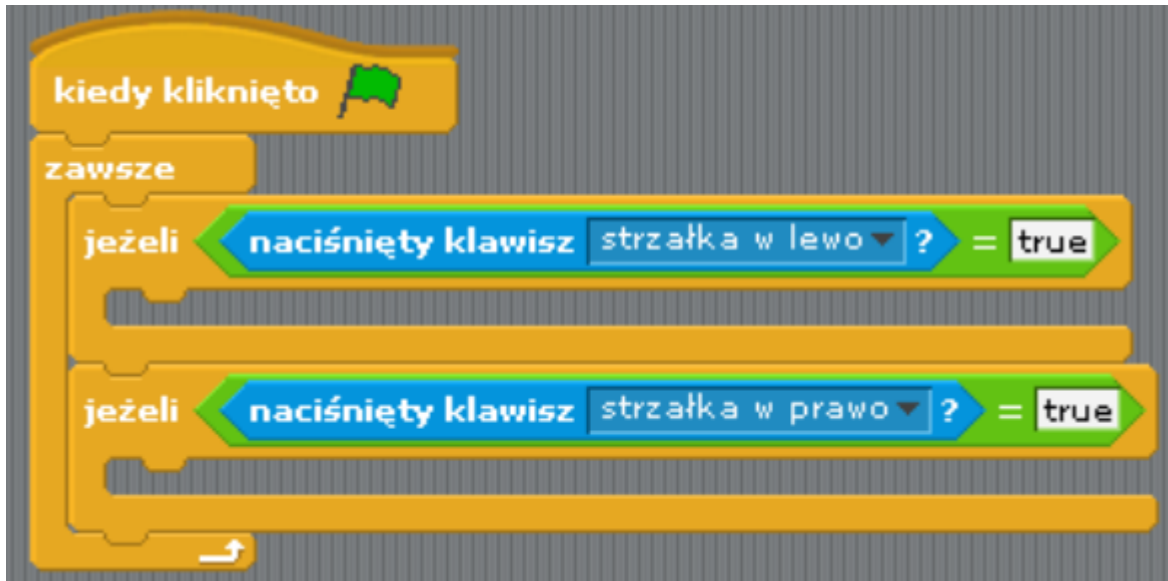 kiedy kliknięto
zawsze
jeżeli naciśnięty klawisz strzałka w lewo ? = true
jeżeli naciśnięty klawisz strzałka w prawo ? = true